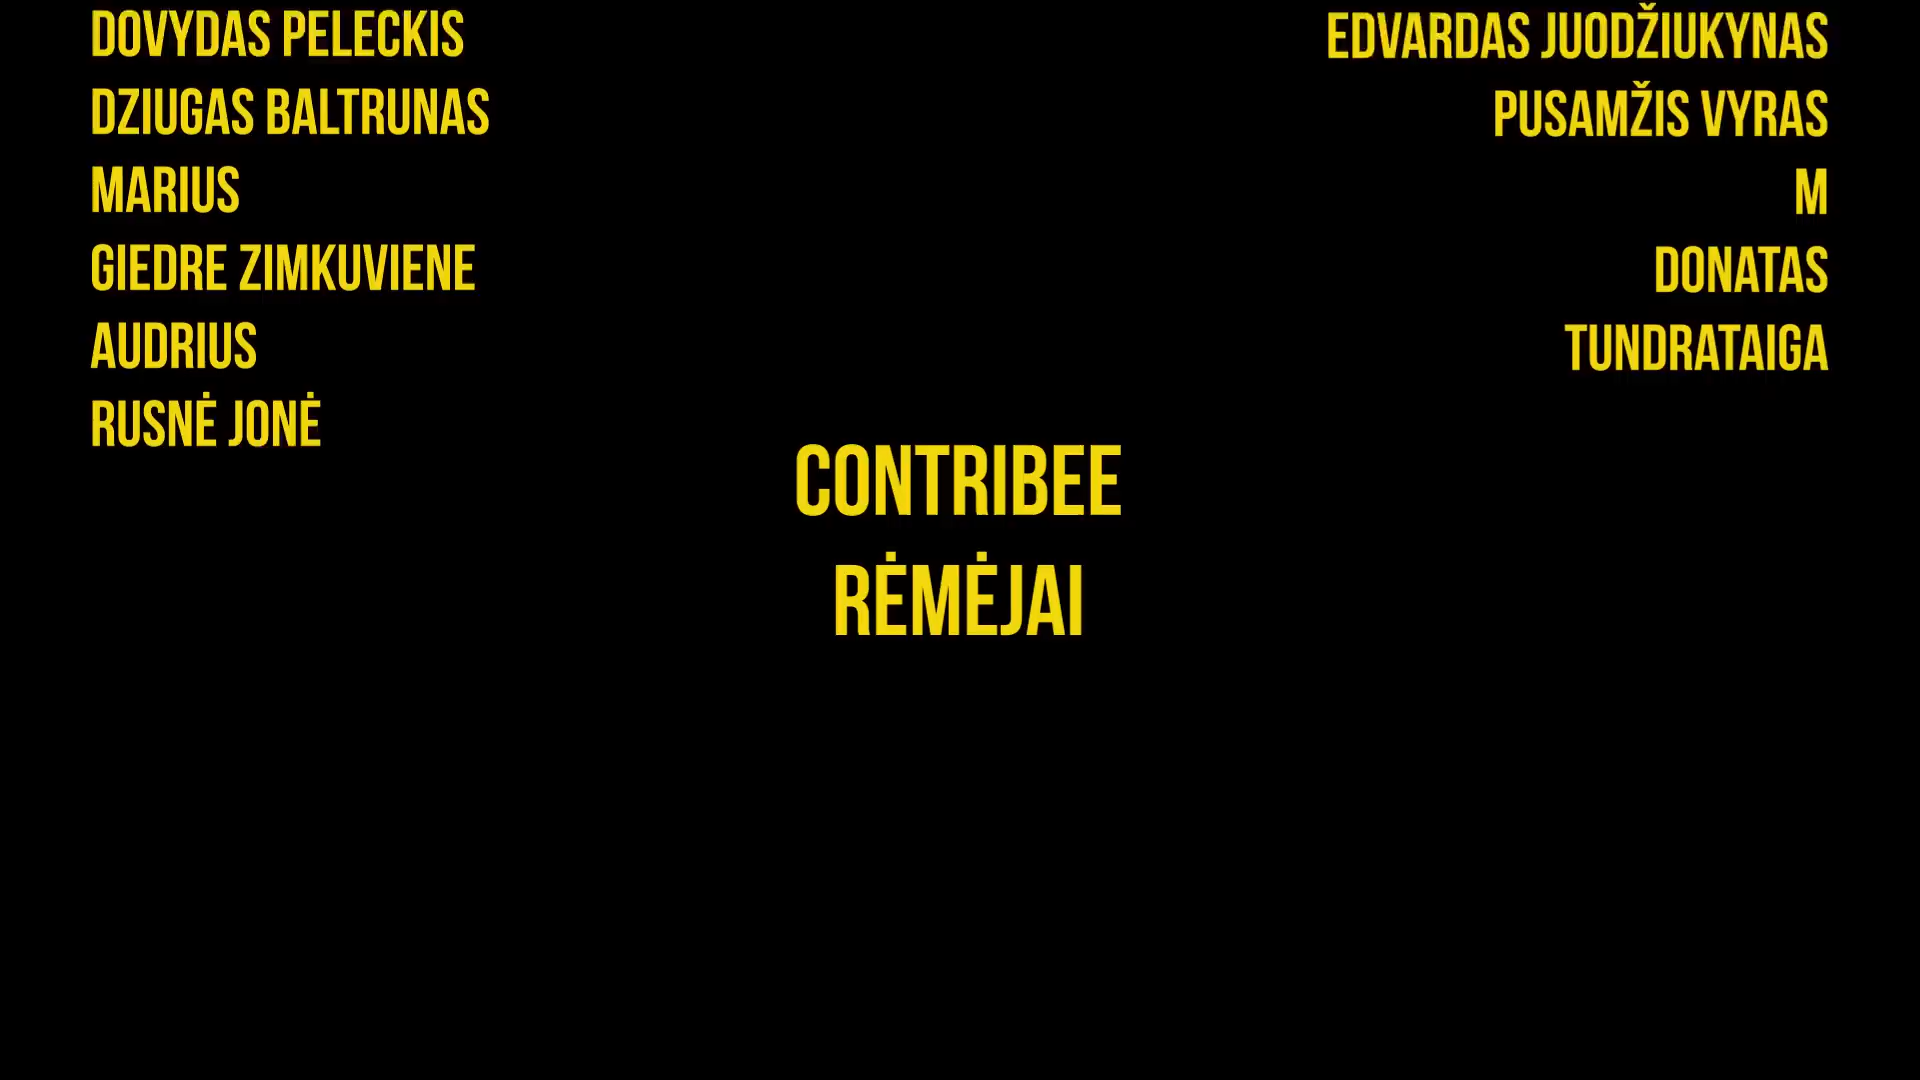 DOVYDAS PELECKIS
DZIUGAS BALTRUNAS
MARIUS
GIEDRE ZIMKUVIENE
AUDRIUS
RUSNĖ JONĖ
EDVARDAS JUODŽIUKYNAS
PUSAMŽIS VYRAS
M
DONATAS
TUNDRATAIGA
CONTRIBEE
RĖMĖJAI